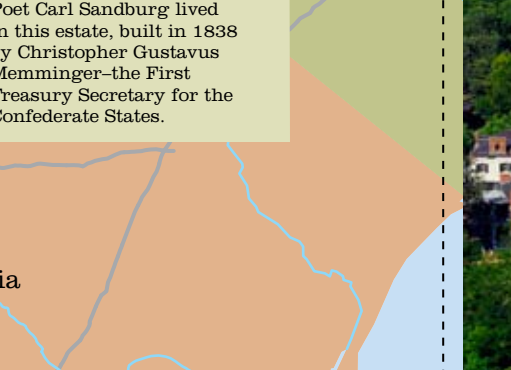 Poet Carl Sandburg lived
in this estate, built in 1838
by Christopher Gustavus
Memminger–the First
Treasury Secretary for the
Confederate States.
ia